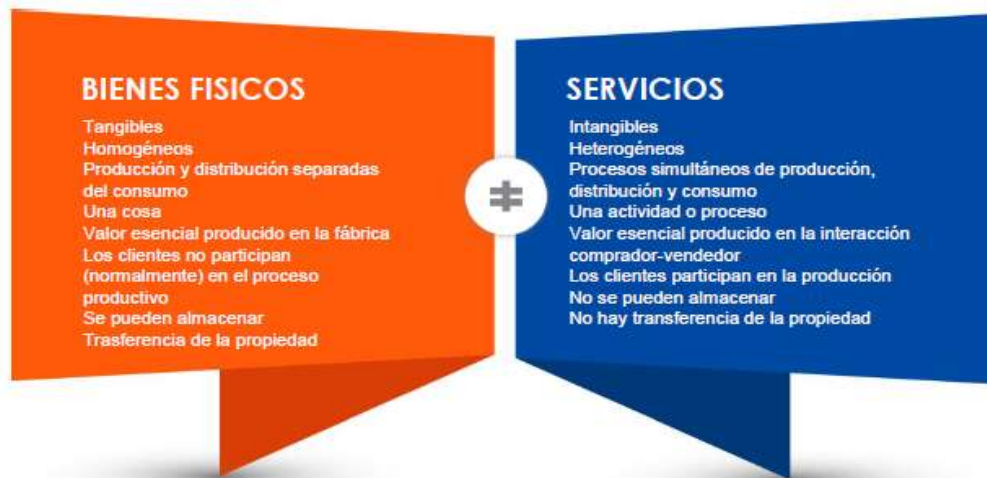 BIENES FISICOS
Tangibles
Homogéneos
Producción y distribución separadas
del consumo
Una cosa
Valor esencial producido en la fábrica
Los clientes no participan
(normalmente) en el proceso
productivo
Se pueden almacenar
Trasferencia de la propiedad
≠
SERVICIOS
Intangibles
Heterogéneos
Procesos simultáneos de producción,
distribución y consumo
Una actividad o proceso
Valor esencial producido en la interacción
comprador-vendedor
Los clientes participan en la producción
No se pueden almacenar
No hay transferencia de la propiedad